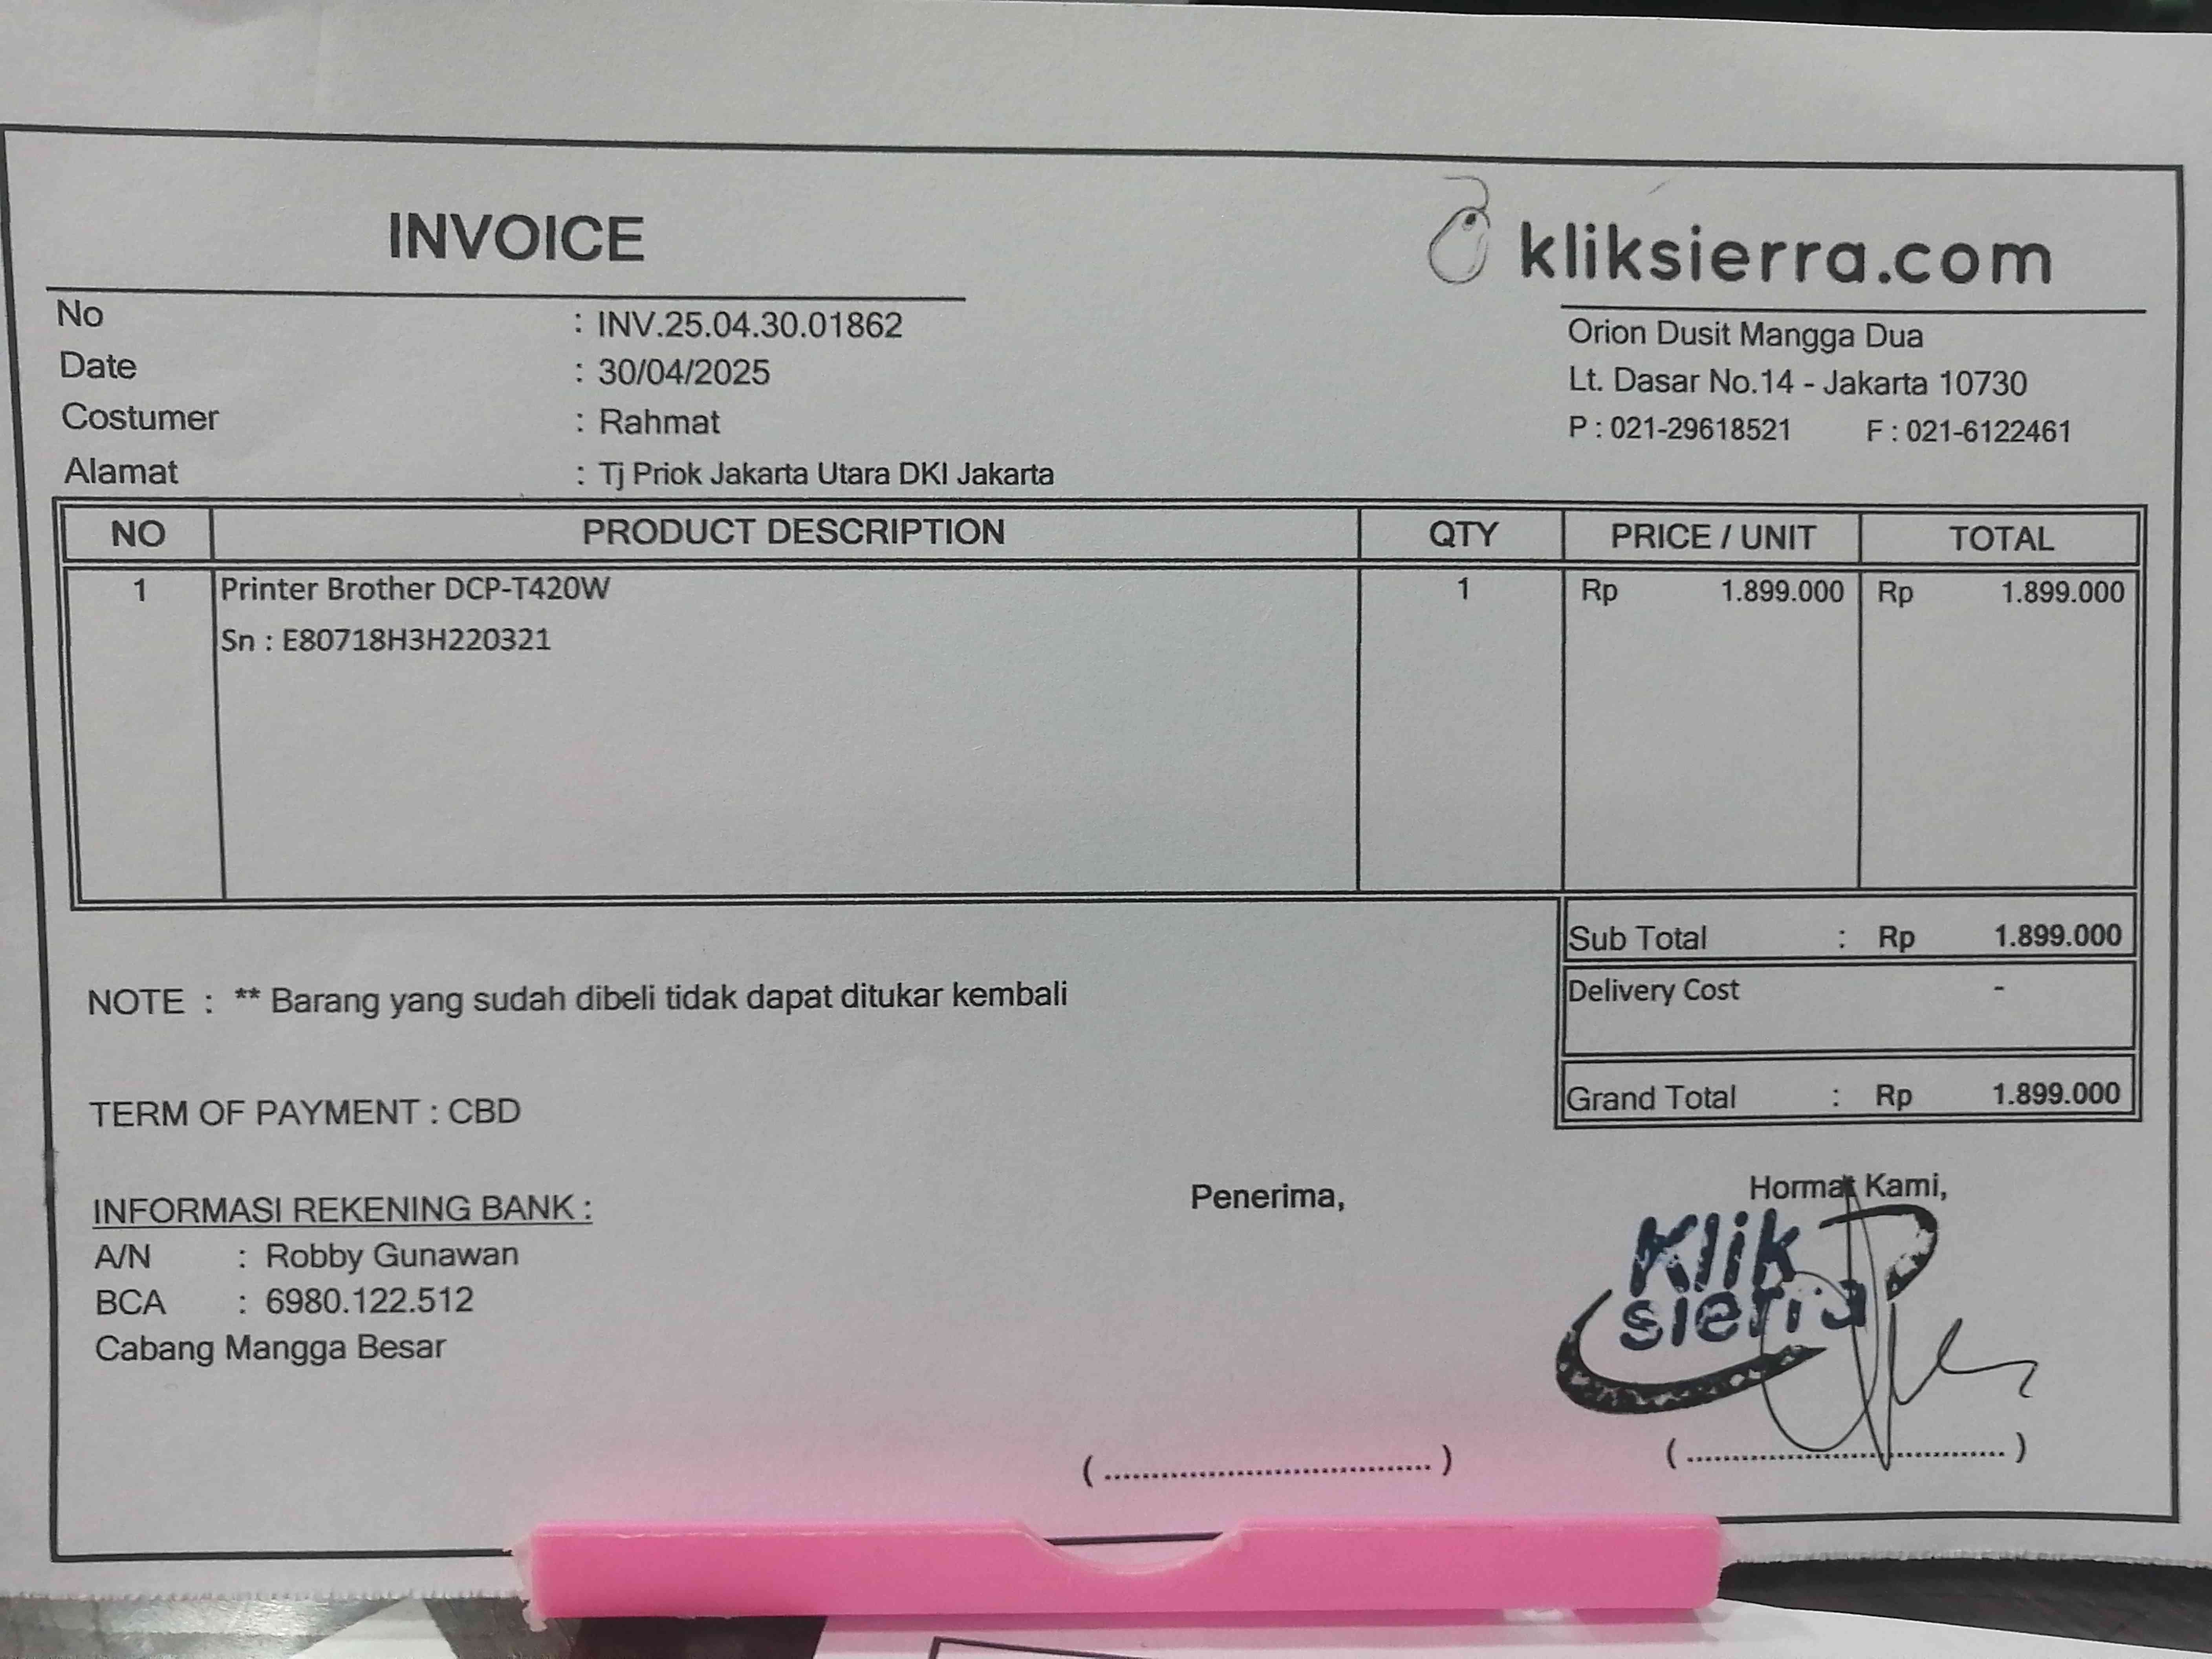 INVOICE
kliksierra.com
No : INV.25.04.30.01862
Date : 30/04/2025
Costumer : Rahmat
Alamat : Tj Priok Jakarta Utara DKI Jakarta
Orion Dusit Mangga Dua
Lt. Dasar No.14 - Jakarta 10730
P : 021-29618521 F : 021-6122461
NO PRODUCT DESCRIPTION QTY PRICE / UNIT TOTAL
1 Printer Brother DCP-T420W 1 Rp 1.899.000 Rp 1.899.000
Sn : E80718H3H220321
Sub Total : Rp 1.899.000
Delivery Cost -
Grand Total : Rp 1.899.000
NOTE : ** Barang yang sudah dibeli tidak dapat ditukar kembali
TERM OF PAYMENT : CBD
INFORMASI REKENING BANK :
A/N : Robby Gunawan
BCA : 6980.122.512
Cabang Mangga Besar
Penerima,
(................................)
Hormat Kami,
Klik
sierra
(................................)